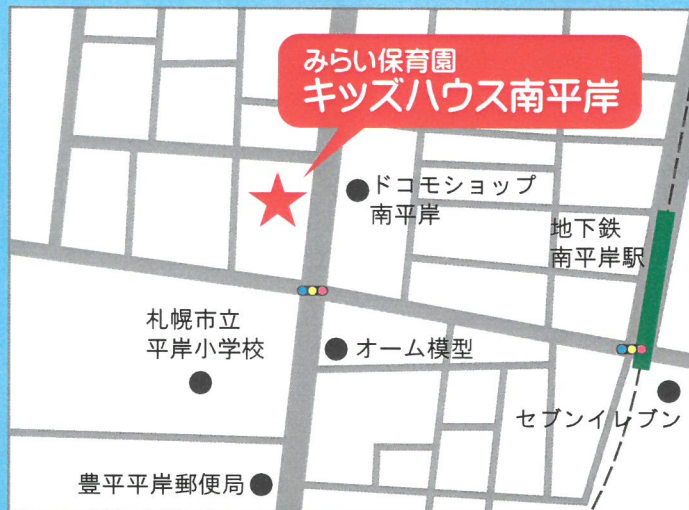 みらい保育園
キッズハウス南平岸
ドコモショップ
南平岸
地下鉄
南平岸駅
札幌市立
平岸小学校
オーム模型
セブンイレブン
豊平平岸郵便局